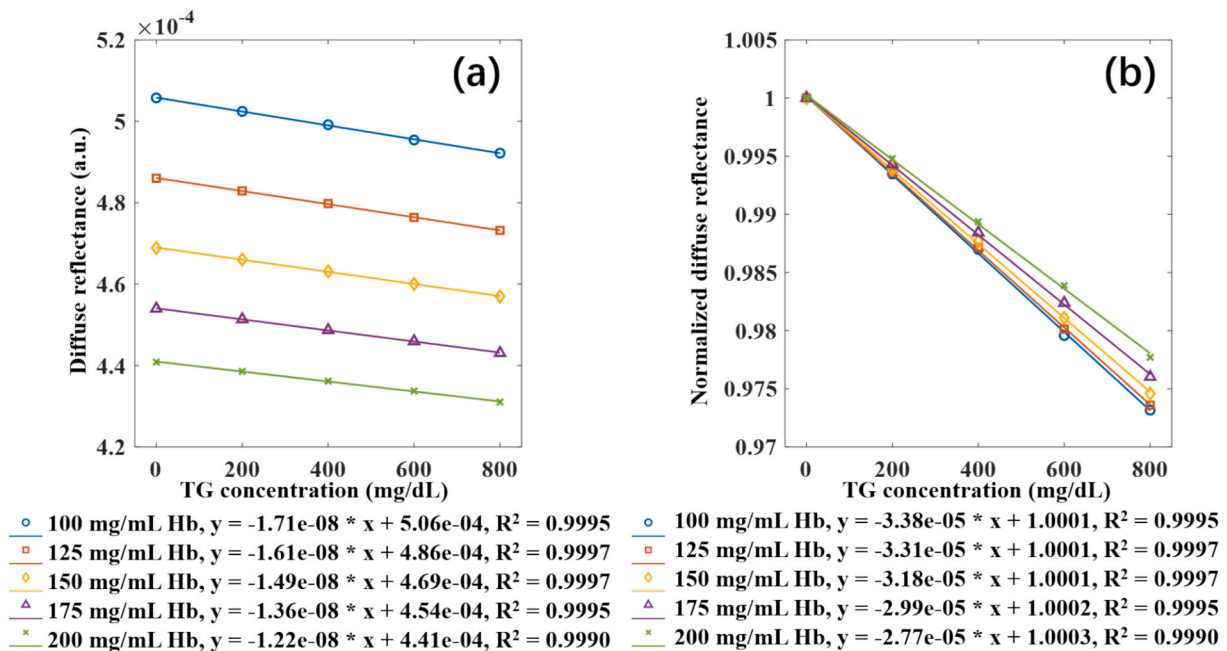 ×10⁻⁴
5.2
5
4.8
4.6
4.4
4.2
Diffuse reflectance (a.u.)
(a)
0 200 400 600 800
TG concentration (mg/dL)
100 mg/mL Hb, y = -1.71e-08 * x + 5.06e-04, R² = 0.9995
125 mg/mL Hb, y = -1.61e-08 * x + 4.86e-04, R² = 0.9997
150 mg/mL Hb, y = -1.49e-08 * x + 4.69e-04, R² = 0.9997
175 mg/mL Hb, y = -1.36e-08 * x + 4.54e-04, R² = 0.9995
200 mg/mL Hb, y = -1.22e-08 * x + 4.41e-04, R² = 0.9990
1.005
1
0.995
0.99
0.985
0.98
0.975
0.97
Normalized diffuse reflectance
(b)
0 200 400 600 800
TG concentration (mg/dL)
100 mg/mL Hb, y = -3.38e-05 * x + 1.0001, R² = 0.9995
125 mg/mL Hb, y = -3.31e-05 * x + 1.0001, R² = 0.9997
150 mg/mL Hb, y = -3.18e-05 * x + 1.0001, R² = 0.9997
175 mg/mL Hb, y = -2.99e-05 * x + 1.0002, R² = 0.9995
200 mg/mL Hb, y = -2.77e-05 * x + 1.0003, R² = 0.9990